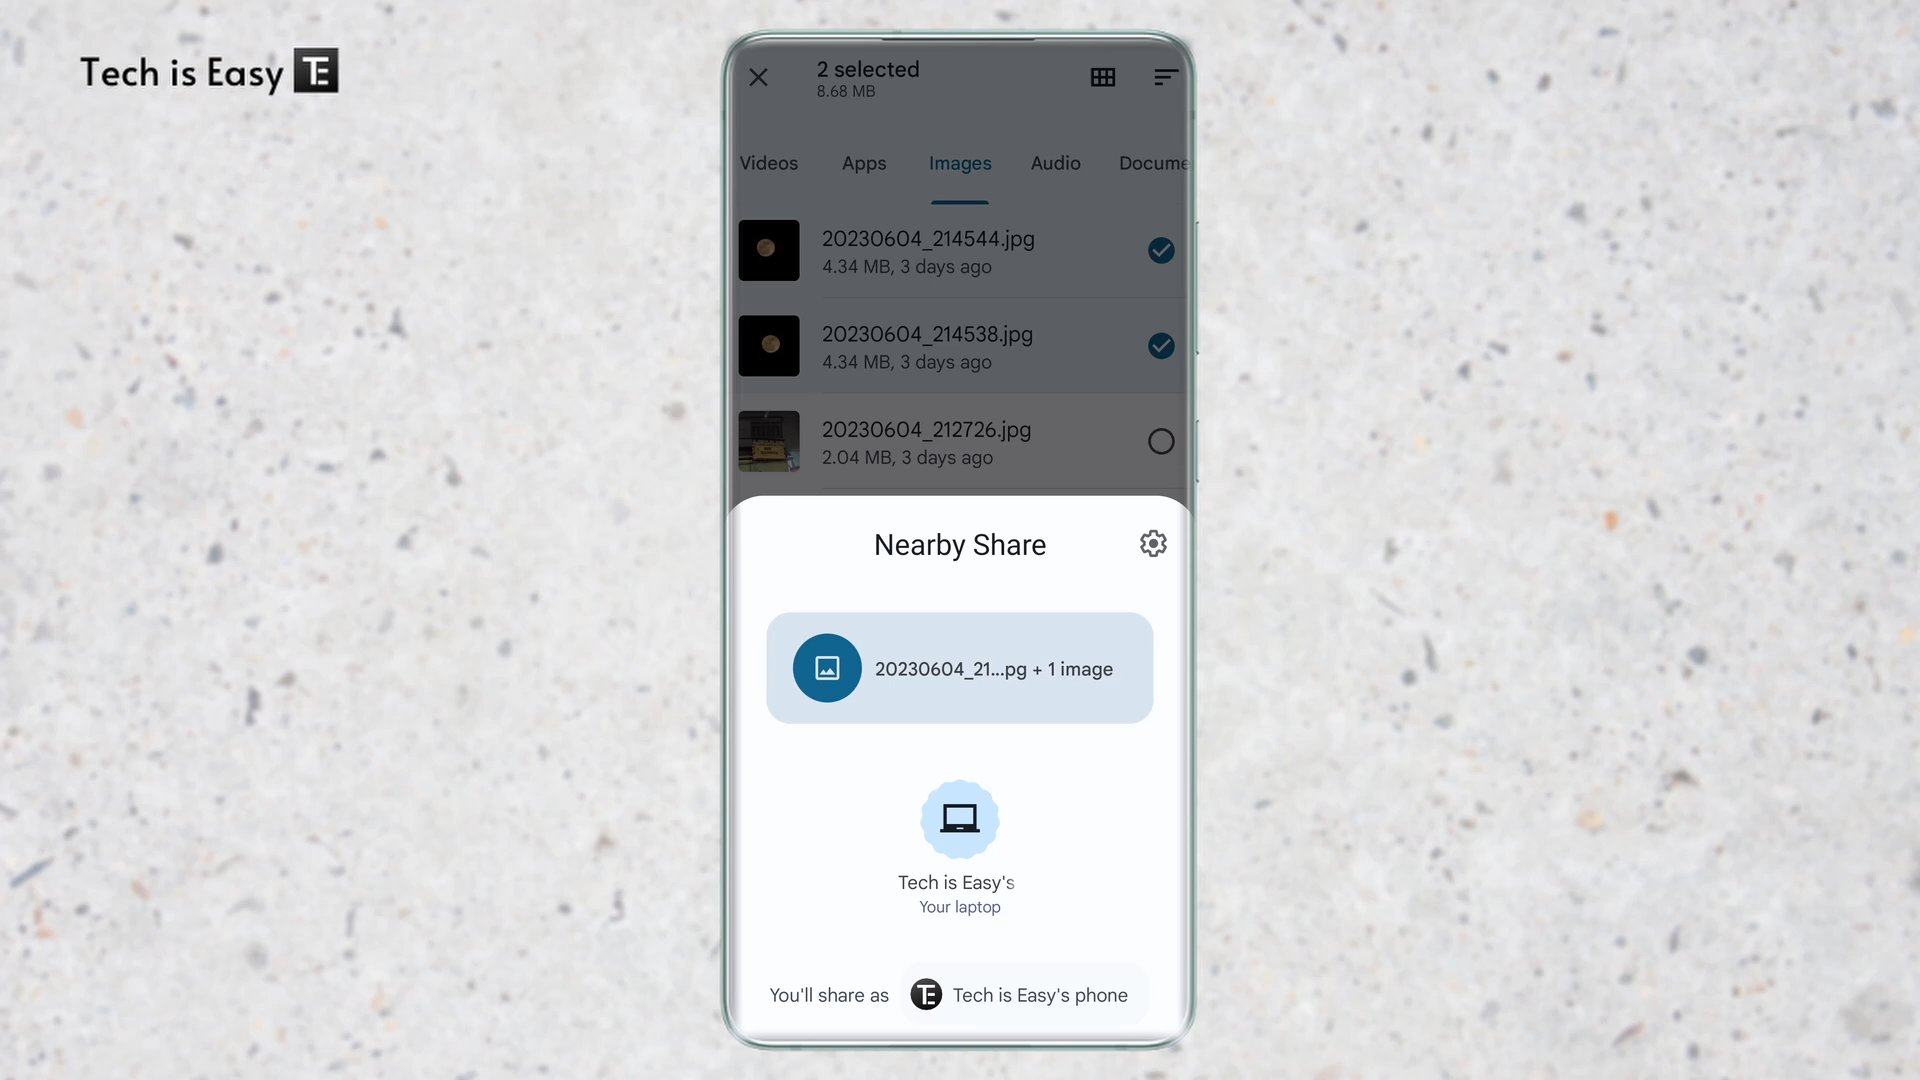 Tech is Easy TE
2 selected
8.68 MB
Videos Apps Images Audio Docume
20230604_214544.jpg
4.34 MB, 3 days ago
20230604_214538.jpg
4.34 MB, 3 days ago
20230604_212726.jpg
2.04 MB, 3 days ago
Nearby Share
20230604_21...pg + 1 image
Tech is Easy's
Your laptop
You'll share as TE Tech is Easy's phone